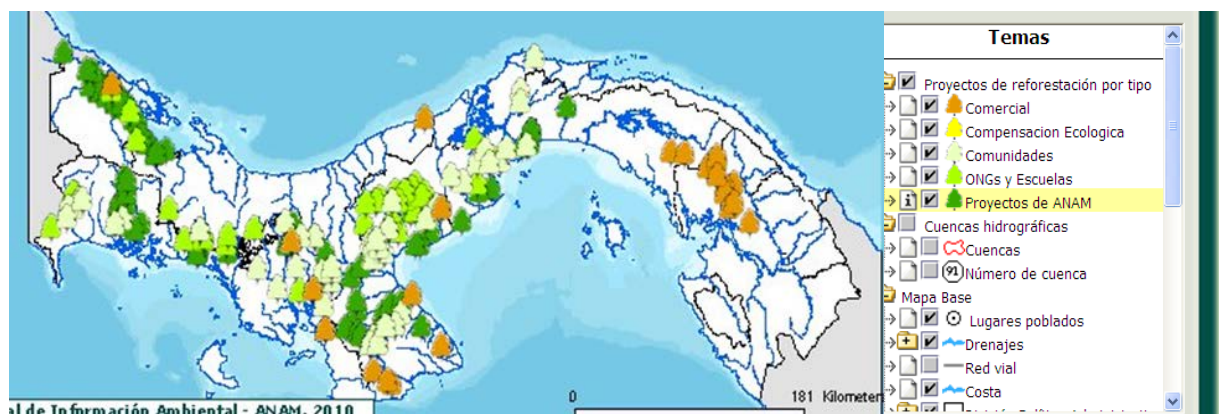 Temas
Proyectos de reforestación por tipo
Comercial
Compensacion Ecologica
Comunidades
ONGs y Escuelas
Proyectos de ANAM
Cuencas hidrográficas
Cuencas
91 Número de cuenca
Mapa Base
Lugares poblados
Drenajes
Red vial
Costa
0 181 Kilometer
al de Información Ambiental - ANAM, 2010